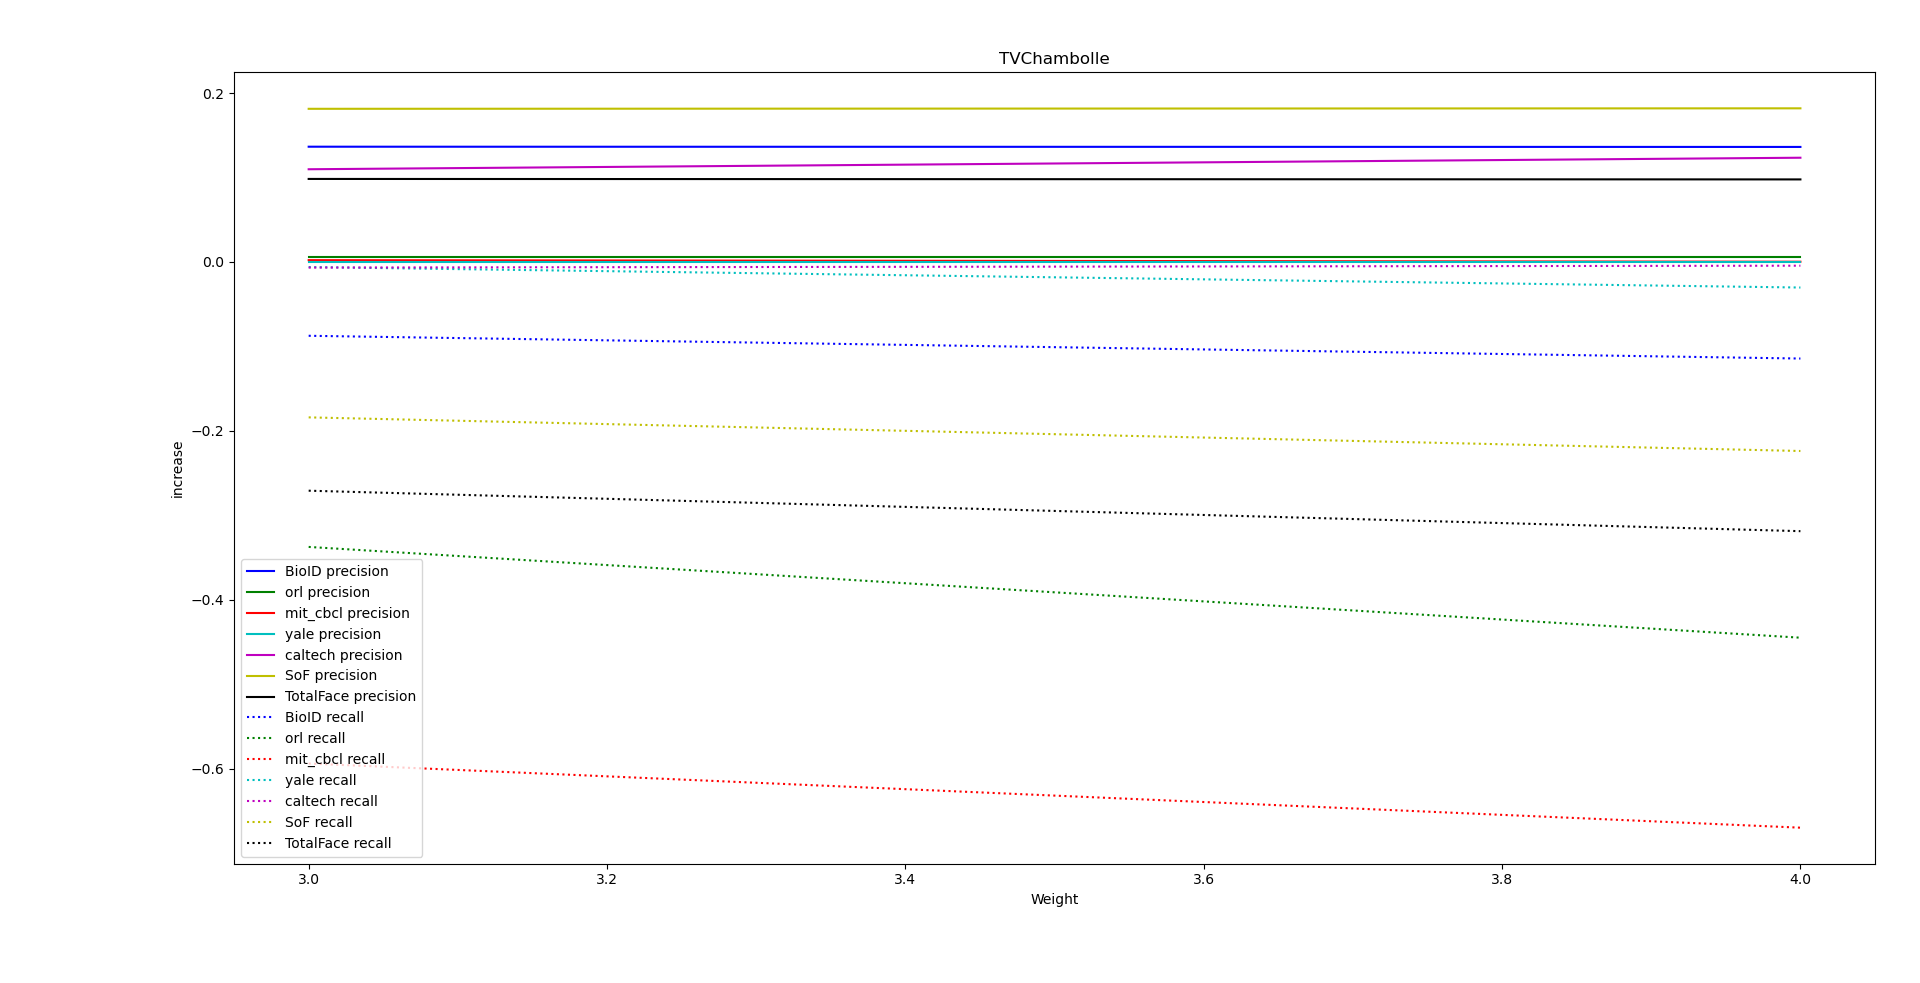 TVChambolle
0.2
0.0
−0.2
−0.4
−0.6
increase
BioID precision
orl precision
mit_cbcl precision
yale precision
caltech precision
SoF precision
TotalFace precision
BioID recall
orl recall
mit_cbcl recall
yale recall
caltech recall
SoF recall
TotalFace recall
3.0 3.2 3.4 3.6 3.8 4.0
Weight